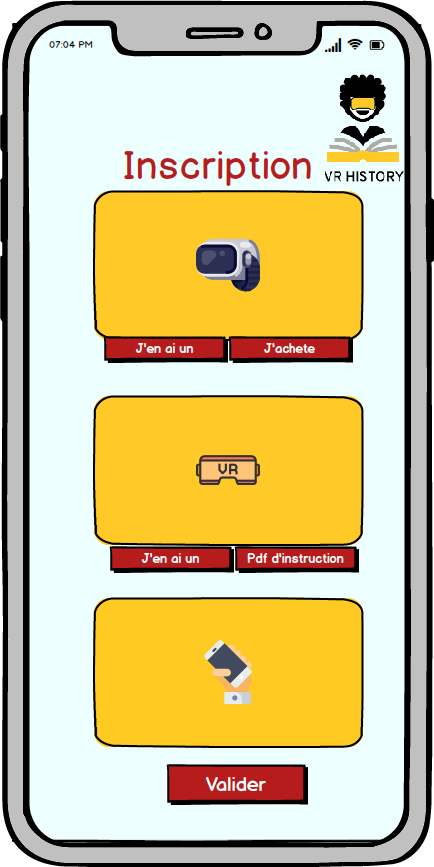 07:04 PM
VR HISTORY
Inscription
J'en ai un
J'achete
VR
J'en ai un
Pdf d'instruction
Valider